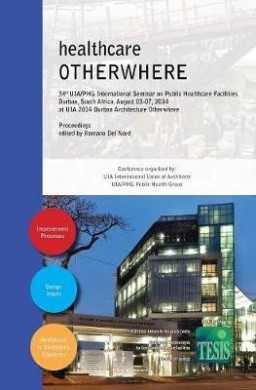 healthcare
OTHERWHERE
34th UIA/PHG International Seminar on Public Healthcare Facilities
Durban, South Africa. August 03-07, 2014
at UIA 2014 Durban Architecture Otherwhere
Proceedings
edited by Romano Del Nord
Conference organised by:
UIA International Union of Architects
UIA/PHG Public Health Group
Improvement
Processes
Design
Issues
Healthcare
in Developing
Countries
TESIS